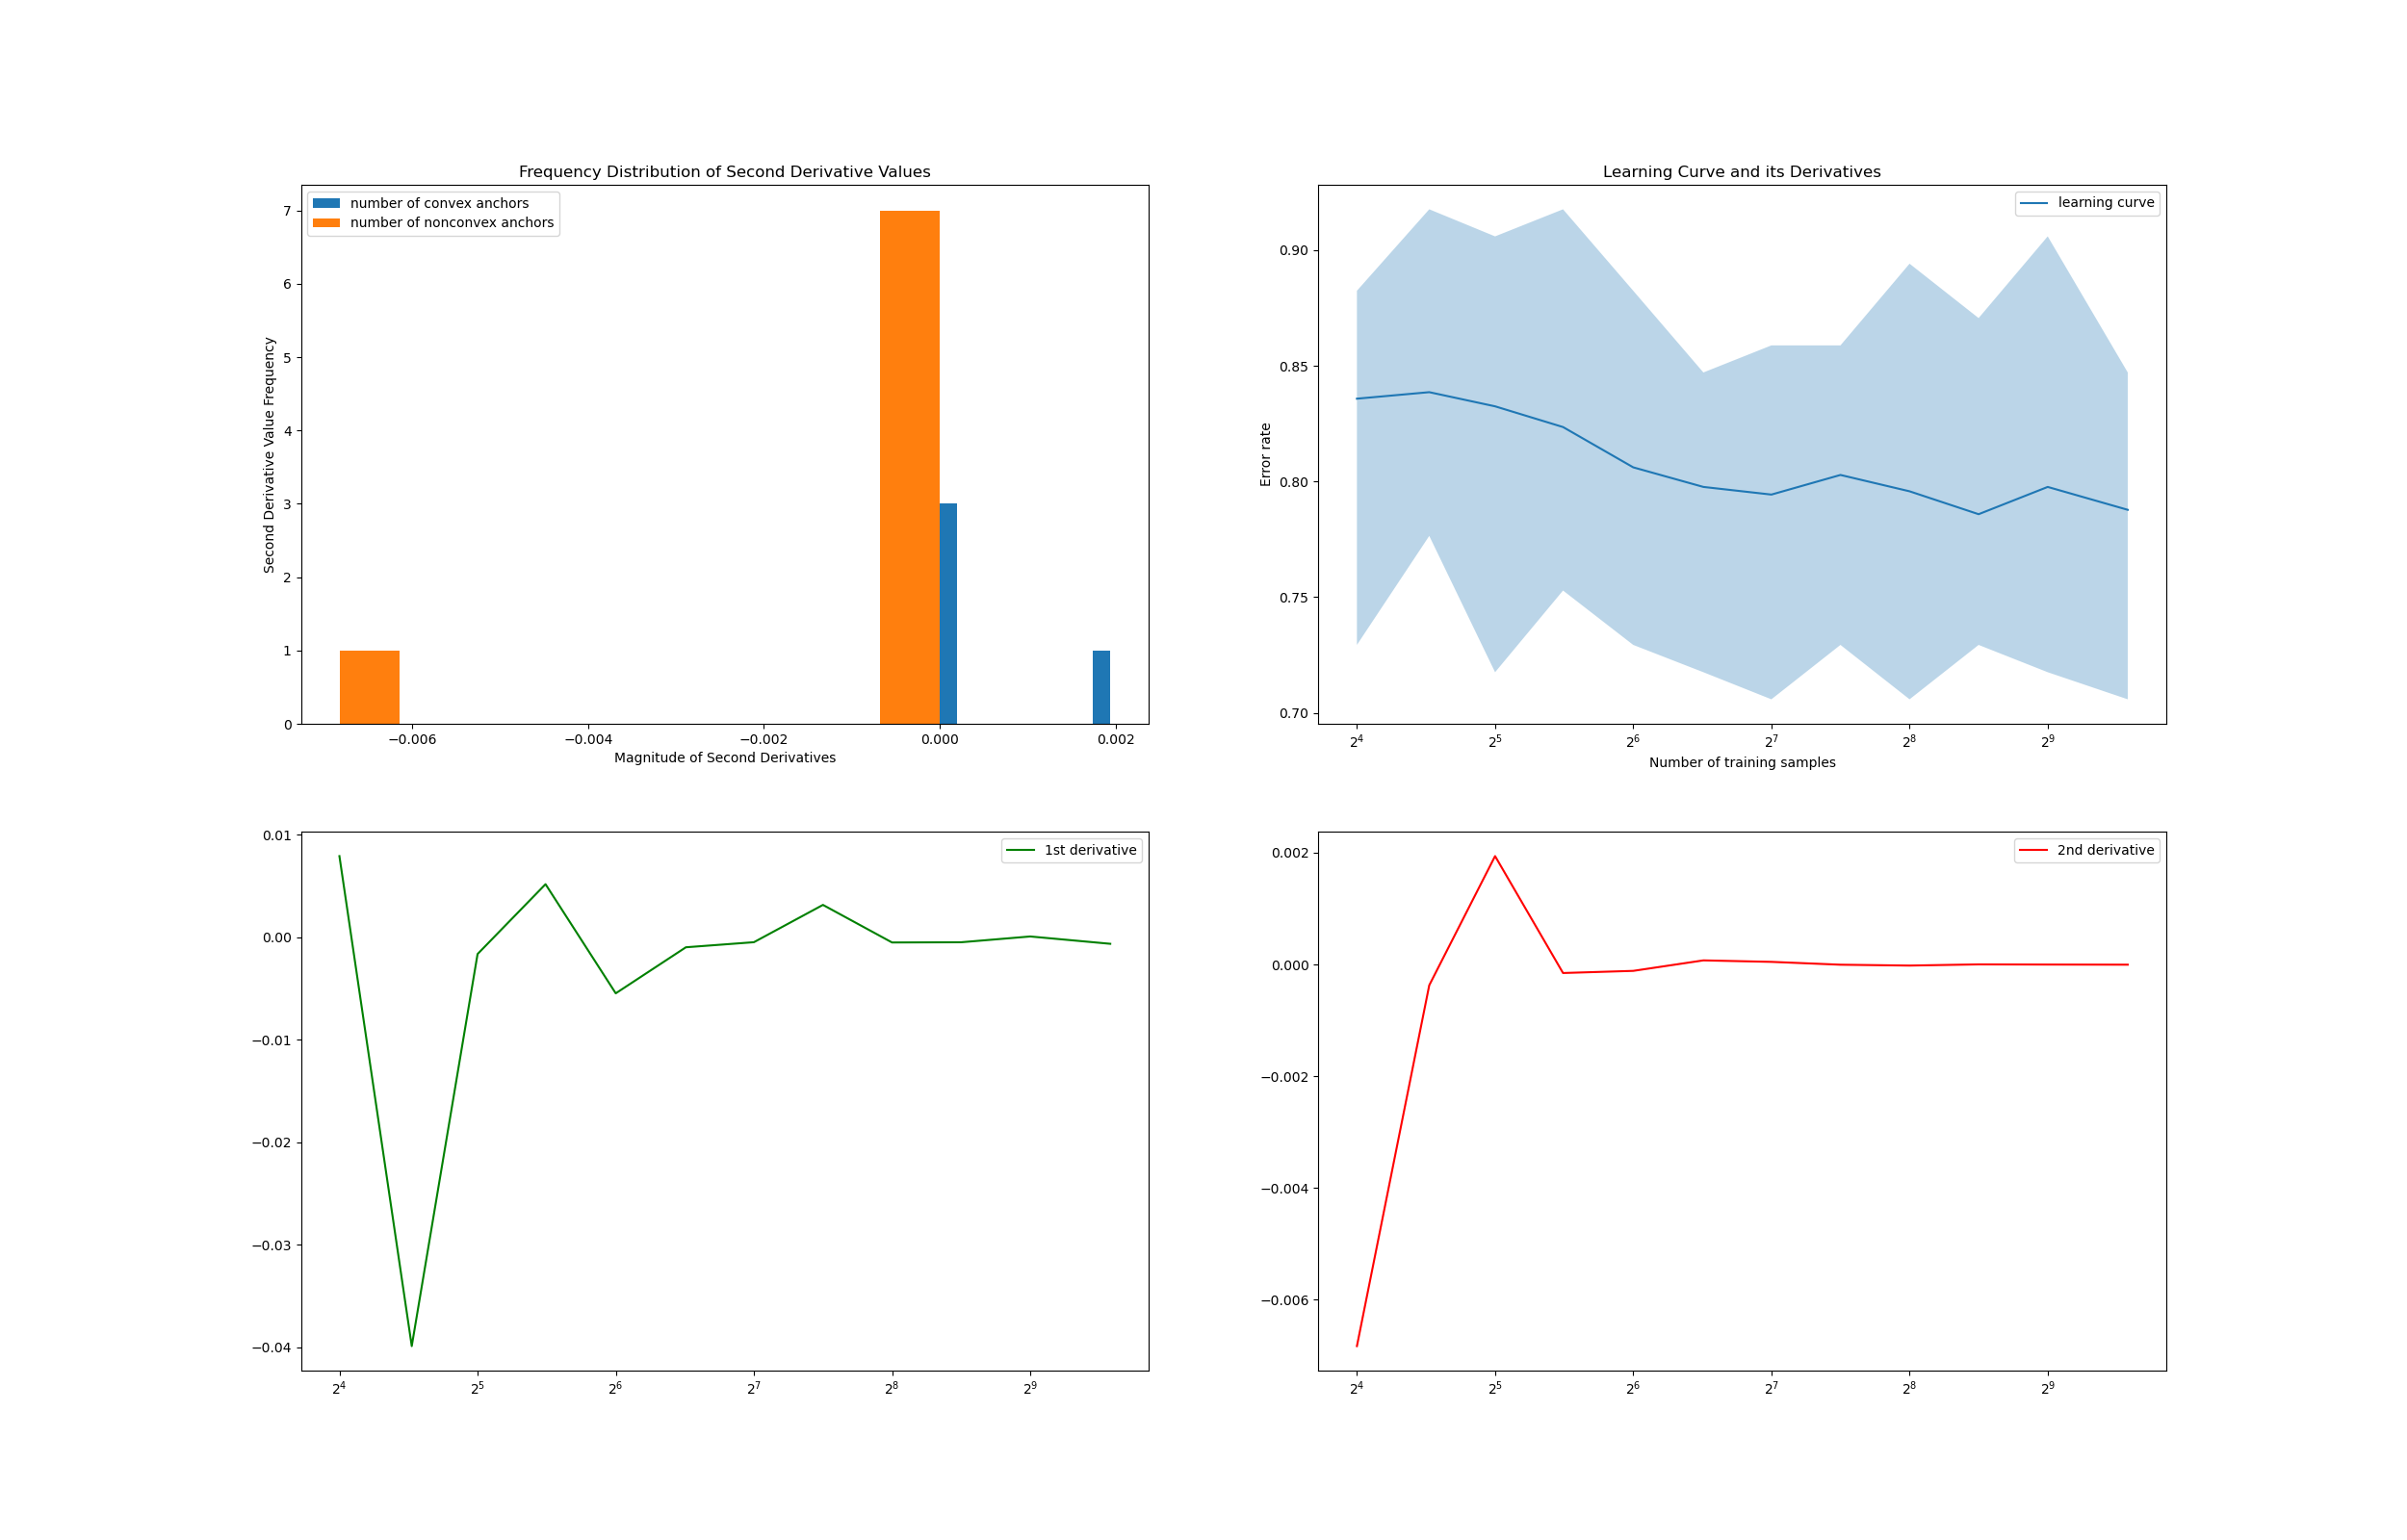 Frequency Distribution of Second Derivative Values
number of convex anchors
number of nonconvex anchors
Second Derivative Value Frequency
7
6
5
4
3
2
1
0
−0.006 −0.004 −0.002 0.000 0.002
Magnitude of Second Derivatives
Learning Curve and its Derivatives
learning curve
Error rate
0.90
0.85
0.80
0.75
0.70
2⁴ 2⁵ 2⁶ 2⁷ 2⁸ 2⁹
Number of training samples
1st derivative
0.01
0.00
−0.01
−0.02
−0.03
−0.04
2⁴ 2⁵ 2⁶ 2⁷ 2⁸ 2⁹
2nd derivative
0.002
0.000
−0.002
−0.004
−0.006
2⁴ 2⁵ 2⁶ 2⁷ 2⁸ 2⁹